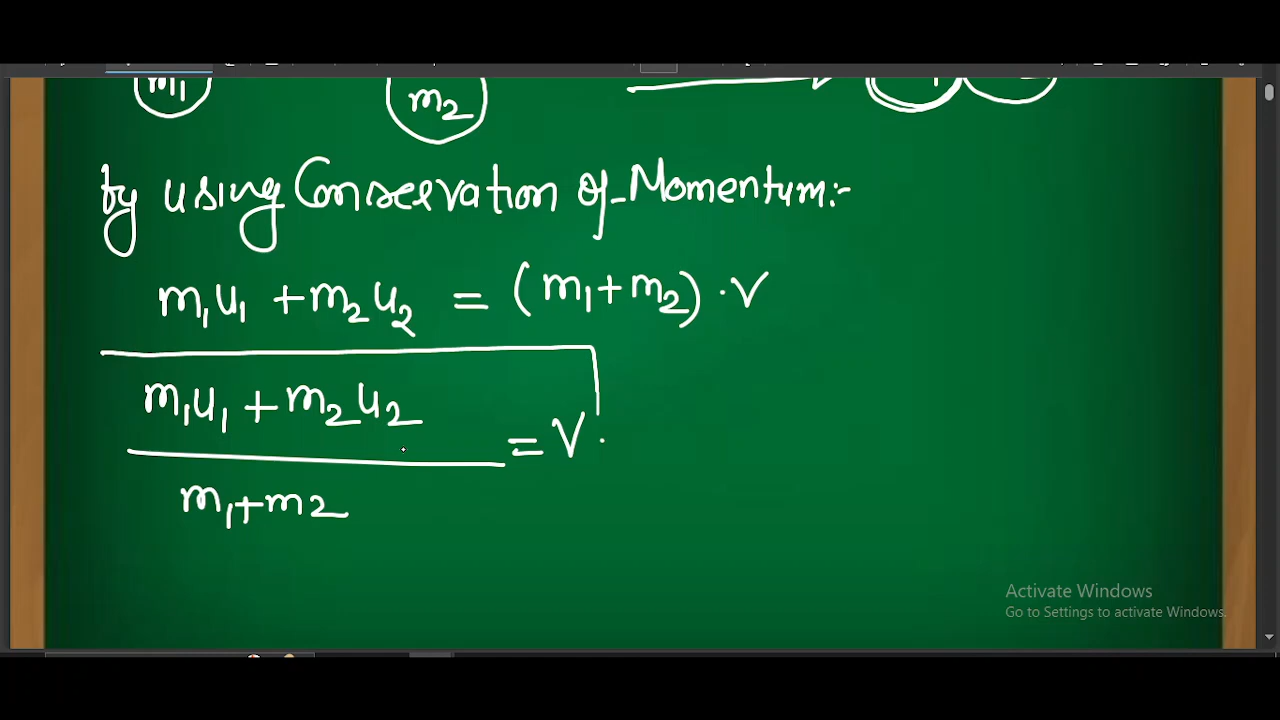 m1
m2
by using Conservation of Momentum:-
m1u1 + m2u2 = (m1+m2) · v
m1u1 + m2u2
= v.
m1+m2
Activate Windows
Go to Settings to activate Windows.